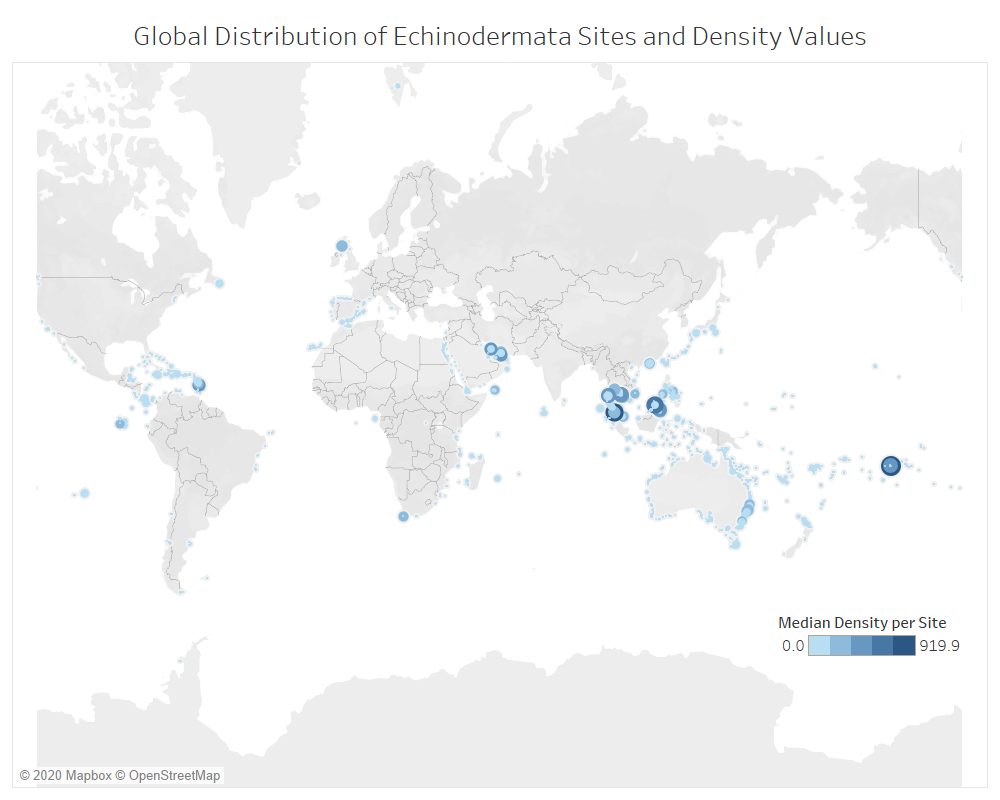 Global Distribution of Echinodermata Sites and Density Values
Median Density per Site
0.0 919.9
© 2020 Mapbox © OpenStreetMap